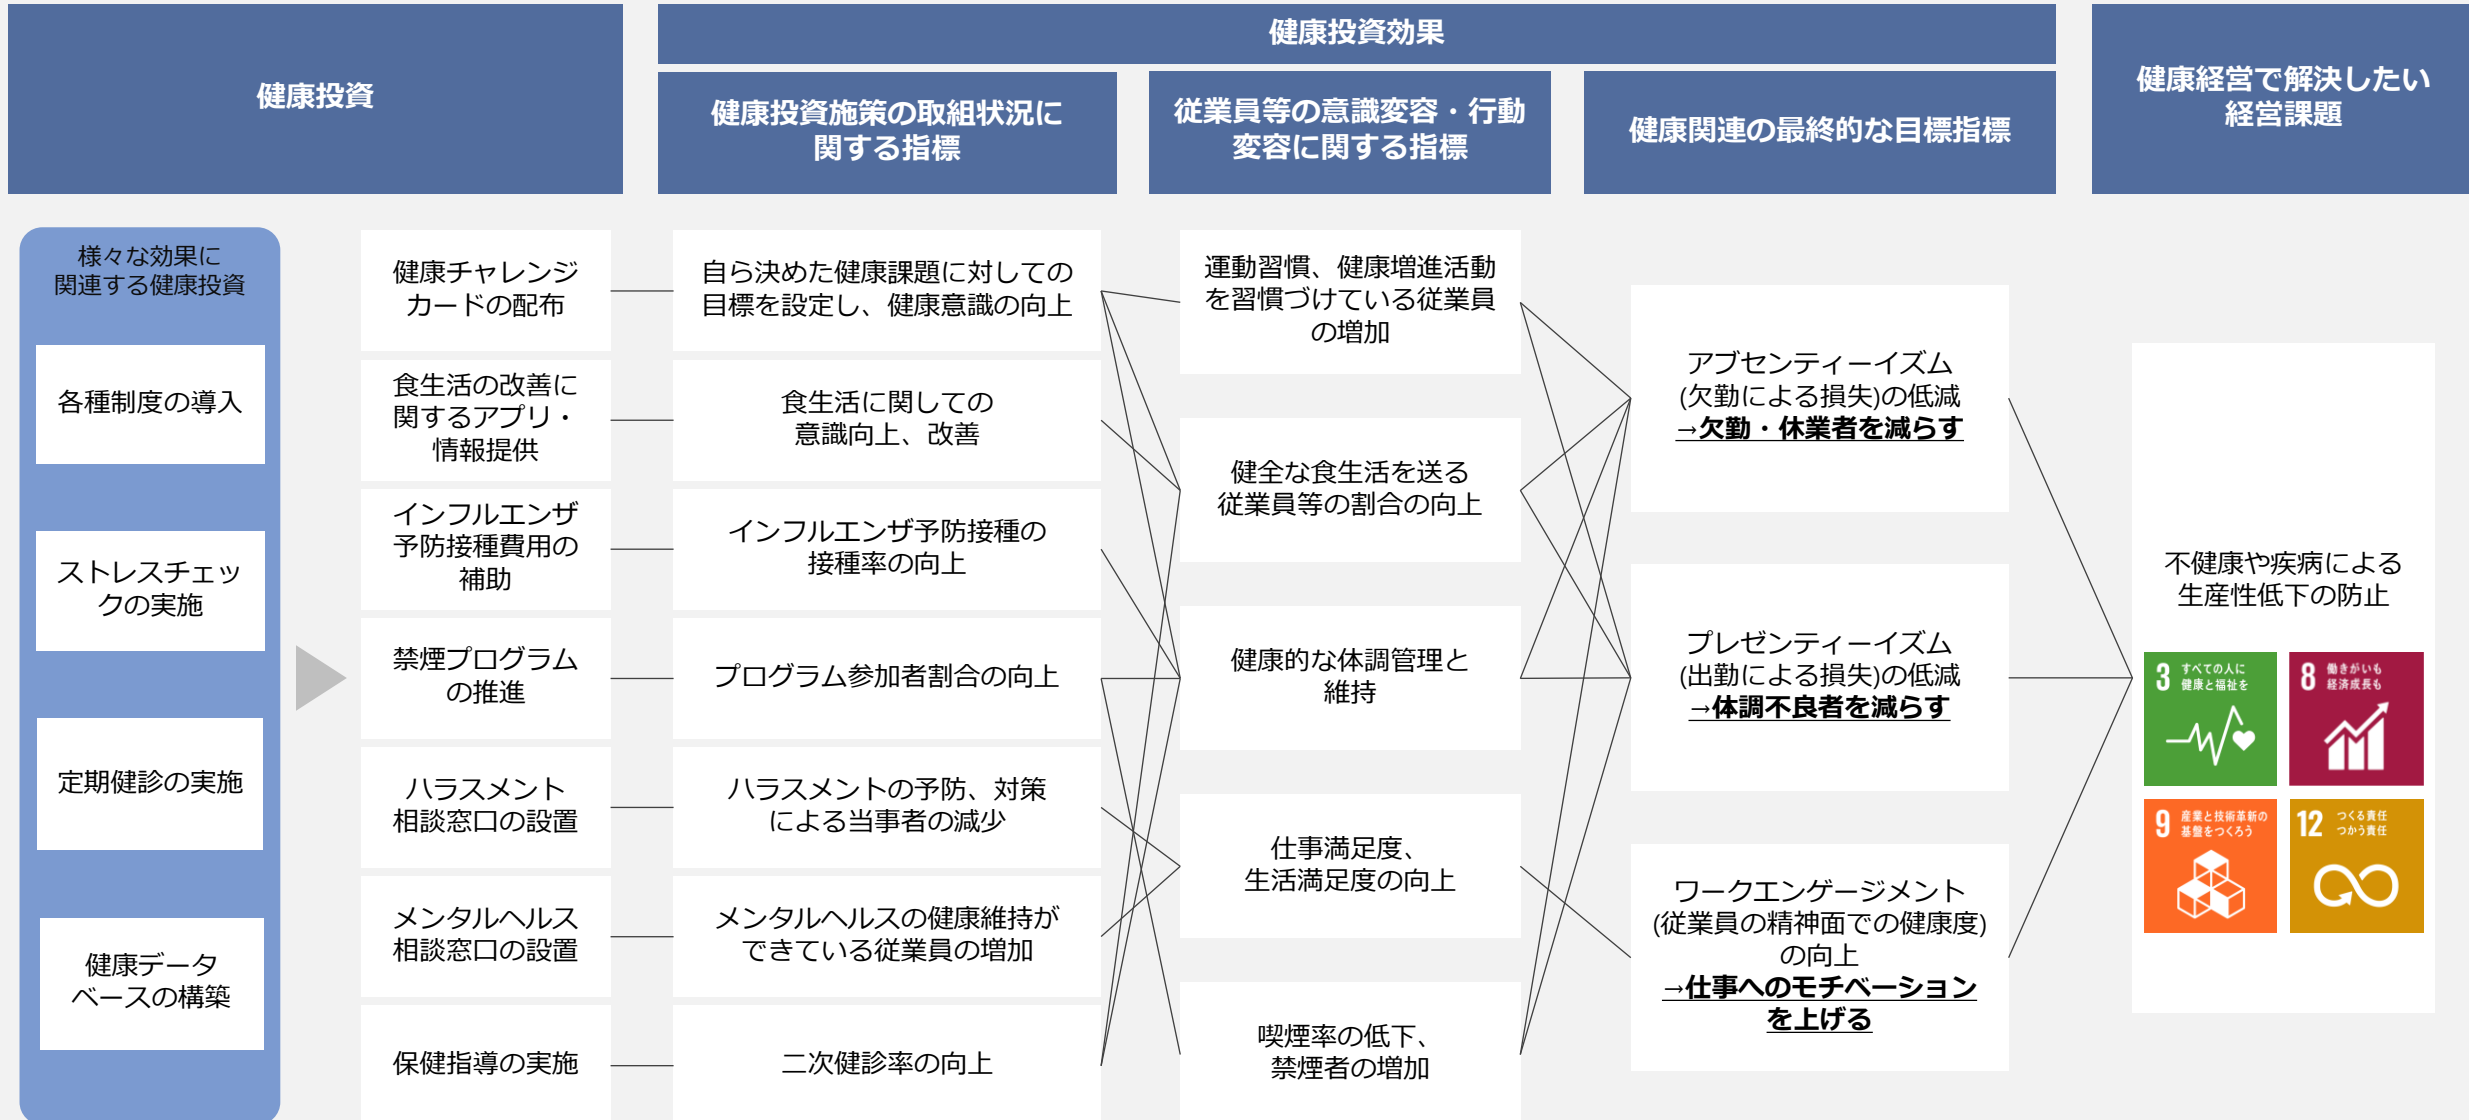 健康投資
健康投資効果
健康投資施策の取組状況に
関する指標
従業員等の意識変容・行動
変容に関する指標
健康関連の最終的な目標指標
健康経営で解決したい
経営課題
様々な効果に
関連する健康投資
各種制度の導入
ストレスチェッ
クの実施
定期健診の実施
健康データ
ベースの構築
健康チャレンジ
カードの配布
食生活の改善に
関するアプリ・
情報提供
インフルエンザ
予防接種費用の
補助
禁煙プログラム
の推進
ハラスメント
相談窓口の設置
メンタルヘルス
相談窓口の設置
保健指導の実施
自ら決めた健康課題に対しての
目標を設定し、健康意識の向上
食生活に関しての
意識向上、改善
インフルエンザ予防接種の
接種率の向上
プログラム参加者割合の向上
ハラスメントの予防、対策
による当事者の減少
メンタルヘルスの健康維持が
できている従業員の増加
二次健診率の向上
運動習慣、健康増進活動
を習慣づけている従業員
の増加
健全な食生活を送る
従業員等の割合の向上
健康的な体調管理と
維持
仕事満足度、
生活満足度の向上
喫煙率の低下、
禁煙者の増加
アブセンティーイズム
(欠勤による損失)の低減
→欠勤・休業者を減らす
プレゼンティーイズム
(出勤による損失)の低減
→体調不良者を減らす
ワークエンゲージメント
(従業員の精神面での健康度)
の向上
→仕事へのモチベーション
を上げる
不健康や疾病による
生産性低下の防止
3 すべての人に
健康と福祉を
8 働きがいも
経済成長も
9 産業と技術革新の
基盤をつくろう
12 つくる責任
つかう責任